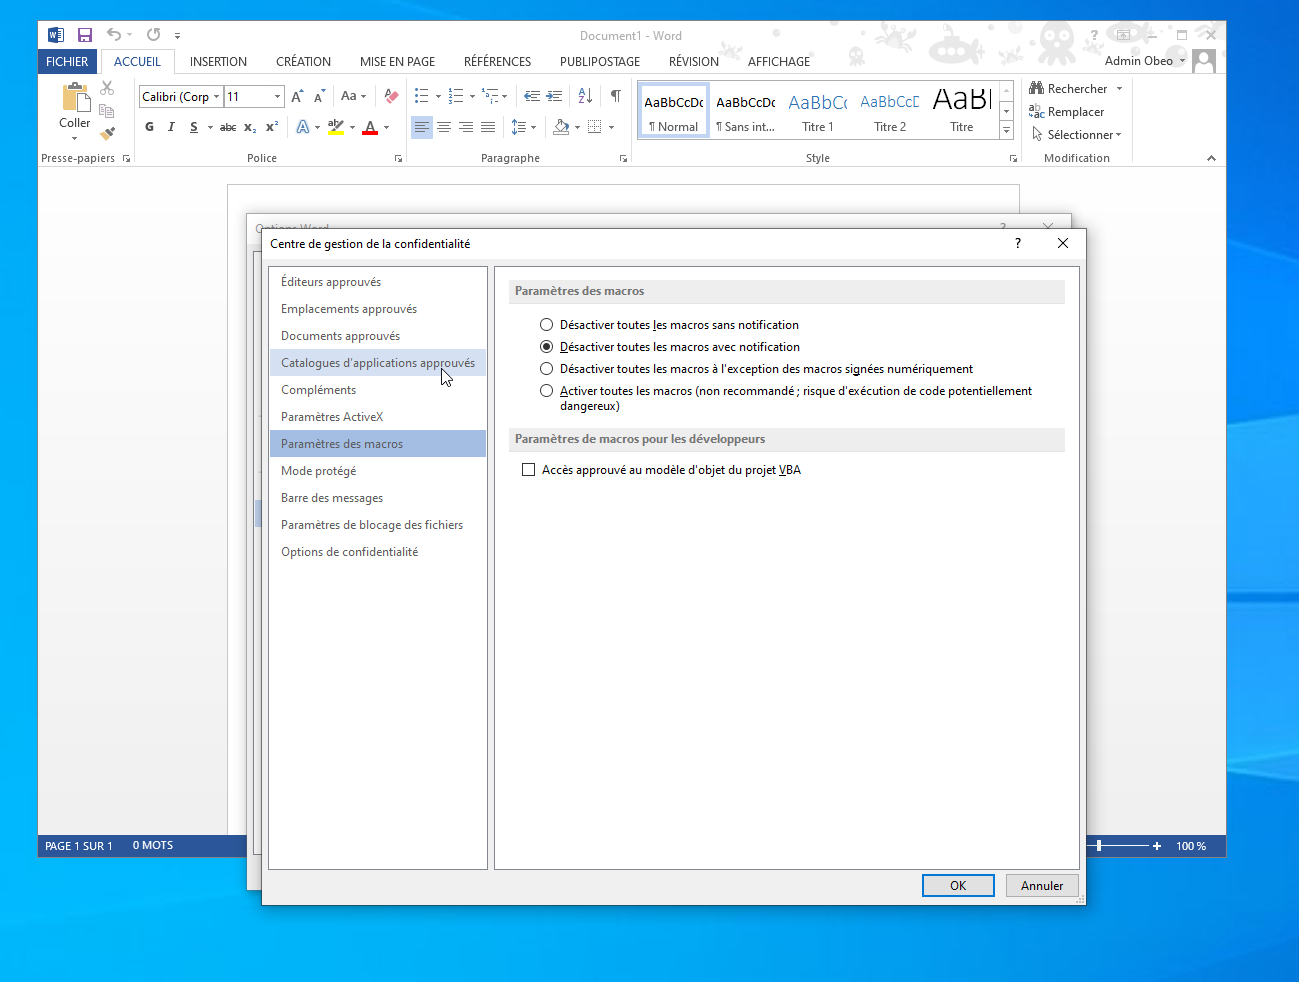 Document1 - Word
?
FICHIER ACCUEIL INSERTION CRÉATION MISE EN PAGE RÉFÉRENCES PUBLIPOSTAGE RÉVISION AFFICHAGE Admin Obeo
Coller
Presse-papiers
Calibri (Corp 11 A A Aa
G I S abc x₂ x² A ab A
Police
Paragraphe
AaBbCcDc AaBbCcDc AaBbC AaBbCcD AaB
¶ Normal ¶ Sans int... Titre 1 Titre 2 Titre
Style
Rechercher
Remplacer
Sélectionner
Modification
Options Word
Centre de gestion de la confidentialité ?
Éditeurs approuvés
Emplacements approuvés
Documents approuvés
Catalogues d'applications approuvés
Compléments
Paramètres ActiveX
Paramètres des macros
Mode protégé
Barre des messages
Paramètres de blocage des fichiers
Options de confidentialité
Paramètres des macros
Désactiver toutes les macros sans notification
Désactiver toutes les macros avec notification
Désactiver toutes les macros à l'exception des macros signées numériquement
Activer toutes les macros (non recommandé ; risque d'exécution de code potentiellement
dangereux)
Paramètres de macros pour les développeurs
Accès approuvé au modèle d'objet du projet VBA
OK Annuler
PAGE 1 SUR 1 0 MOTS 100 %